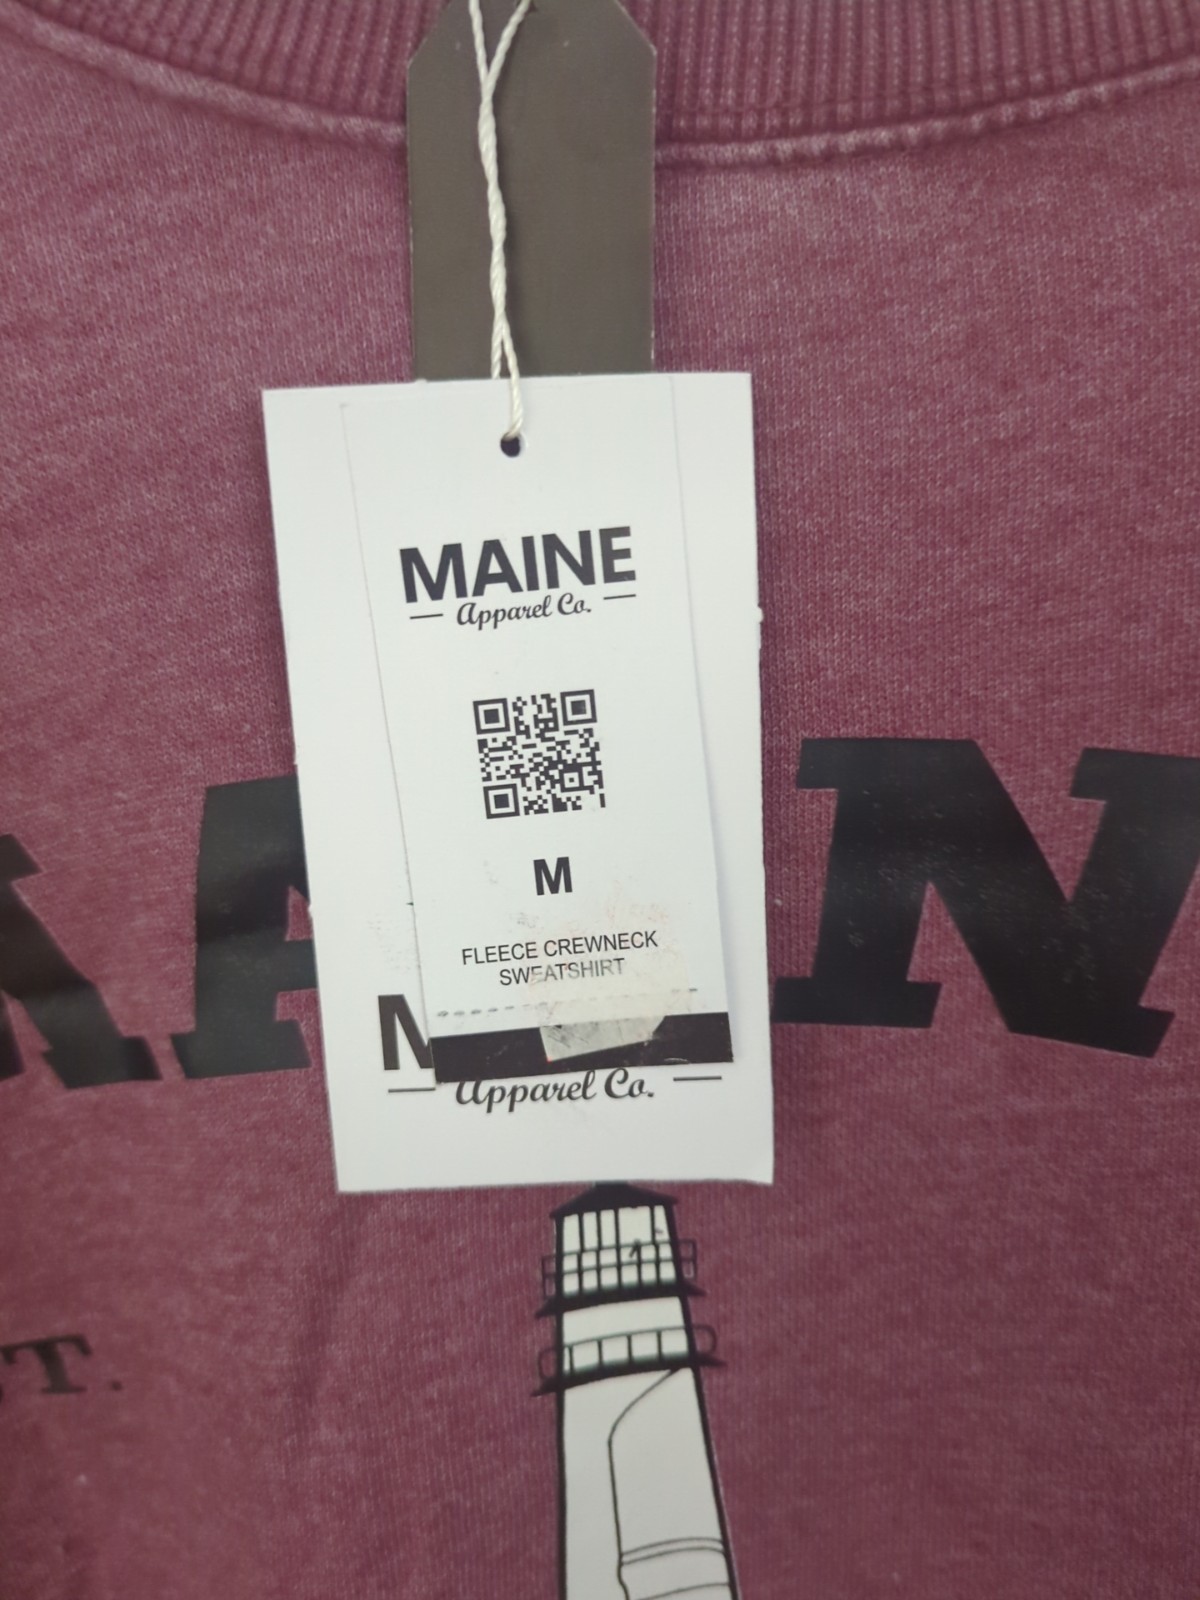 MAINE
Apparel Co.
M
FLEECE CREWNECK
SWEATSHIRT
Apparel Co.
N
T.